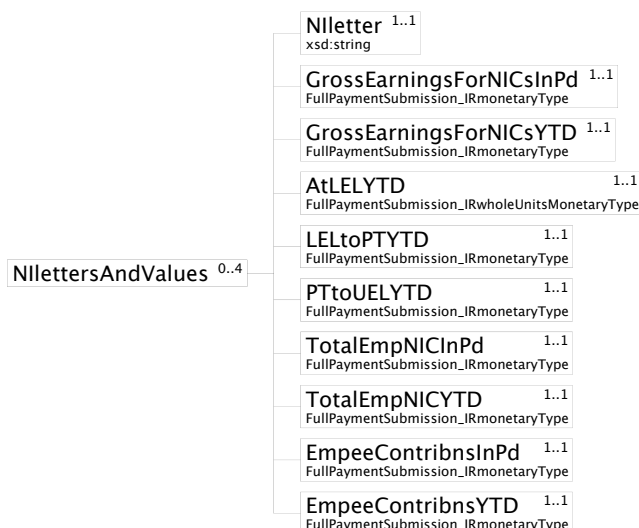 NIletter 1..1
xsd:string
GrossEarningsForNICsInPd 1..1
FullPaymentSubmission_IRmonetaryType
GrossEarningsForNICsYTD 1..1
FullPaymentSubmission_IRmonetaryType
AtLELYTD 1..1
FullPaymentSubmission_IRwholeUnitsMonetaryType
LELtoPTYTD 1..1
FullPaymentSubmission_IRmonetaryType
NIlettersAndValues 0..4
PTtoUELYTD 1..1
FullPaymentSubmission_IRmonetaryType
TotalEmpNICInPd 1..1
FullPaymentSubmission_IRmonetaryType
TotalEmpNICYTD 1..1
FullPaymentSubmission_IRmonetaryType
EmpeeContribnsInPd 1..1
FullPaymentSubmission_IRmonetaryType
EmpeeContribnsYTD 1..1
FullPaymentSubmission_IRmonetaryType